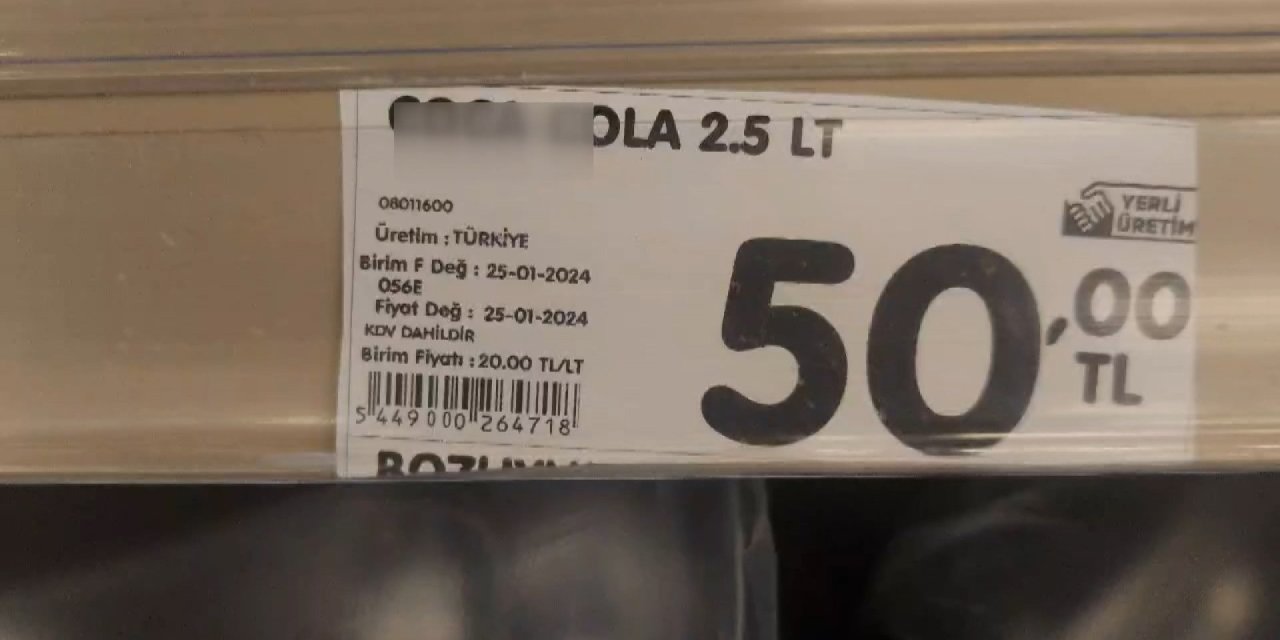 OLA 2.5 LT
08011600
Üretim : TÜRKİYE
Birim F Değ : 25-01-2024
056E
Fiyat Değ : 25-01-2024
KDV DAHİLDİR
Birim Fiyatı : 20.00 TL/LT
5 449000 264718
YERLİ
ÜRETİM
50,00
TL